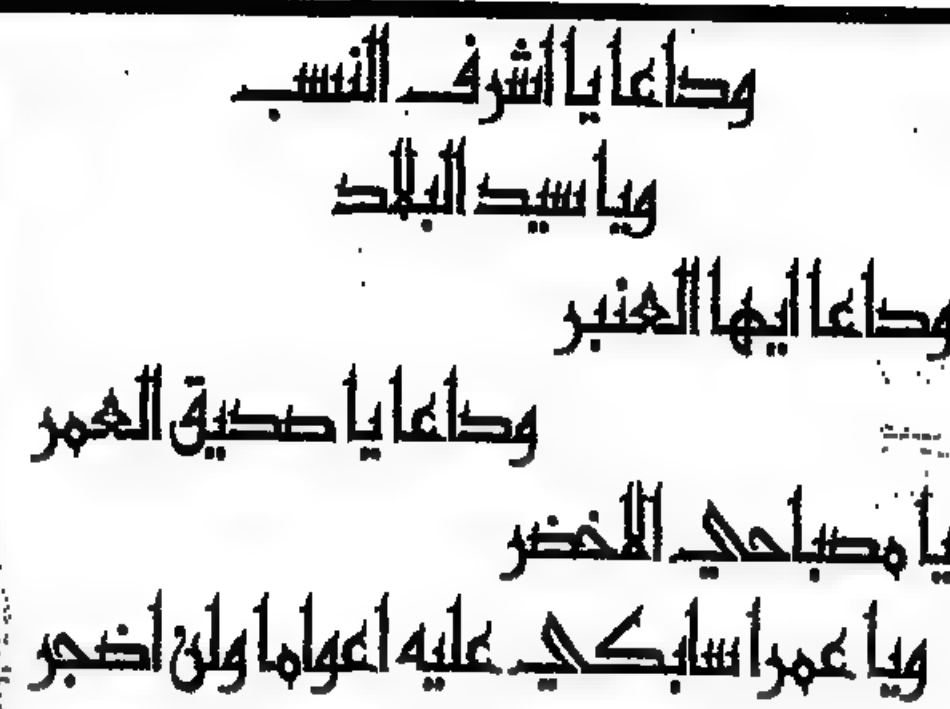 وداعا يا اشرف النسب
ويا سيد البلاد
وداعا ايها العنبر
وداعا يا صديق العمر
يا مصباحي الاخضر
ويا عمرا سابكي عليه اعواما ولن اضجر